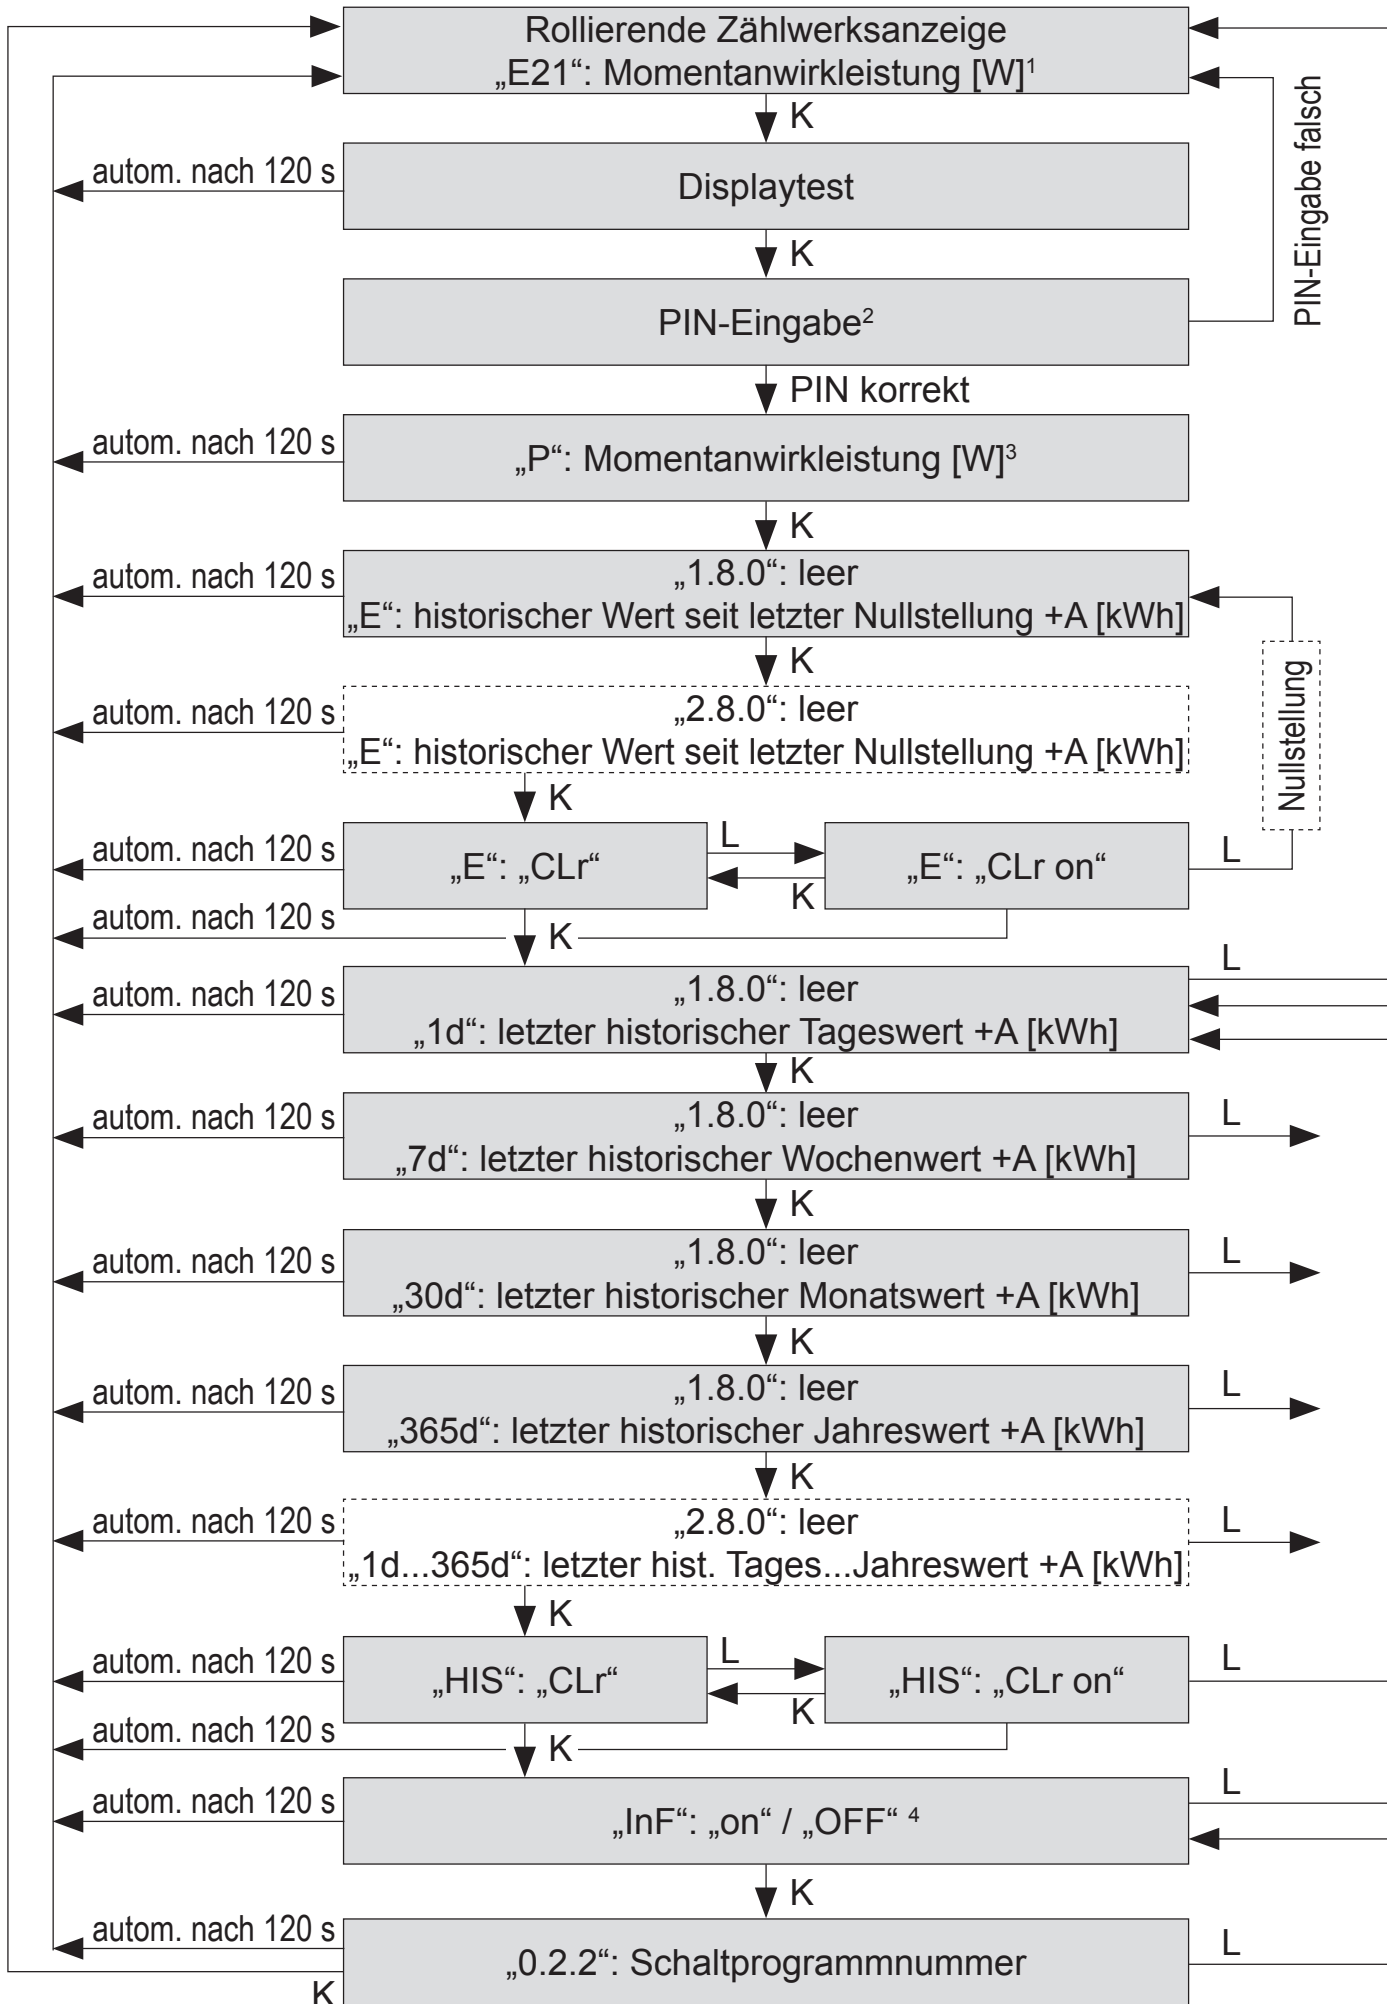 Rollierende Zählwerksanzeige
„E21“: Momentanwirkleistung [W]¹
K
PIN-Eingabe falsch
autom. nach 120 s
Displaytest
K
PIN-Eingabe²
PIN korrekt
autom. nach 120 s
„P“: Momentanwirkleistung [W]³
K
autom. nach 120 s
„1.8.0“: leer
„E“: historischer Wert seit letzter Nullstellung +A [kWh]
K
Nullstellung
autom. nach 120 s
„2.8.0“: leer
„E“: historischer Wert seit letzter Nullstellung +A [kWh]
K
autom. nach 120 s
„E“: „CLr“
L
K
„E“: „CLr on“
L
autom. nach 120 s
K
autom. nach 120 s
„1.8.0“: leer
„1d“: letzter historischer Tageswert +A [kWh]
L
K
autom. nach 120 s
„1.8.0“: leer
„7d“: letzter historischer Wochenwert +A [kWh]
L
K
autom. nach 120 s
„1.8.0“: leer
„30d“: letzter historischer Monatswert +A [kWh]
L
K
autom. nach 120 s
„1.8.0“: leer
„365d“: letzter historischer Jahreswert +A [kWh]
L
K
autom. nach 120 s
„2.8.0“: leer
„1d...365d“: letzter hist. Tages...Jahreswert +A [kWh]
L
K
autom. nach 120 s
„HIS“: „CLr“
L
K
„HIS“: „CLr on“
L
autom. nach 120 s
K
autom. nach 120 s
„InF“: „on“ / „OFF“ ⁴
L
K
autom. nach 120 s
„0.2.2“: Schaltprogrammnummer
L
K